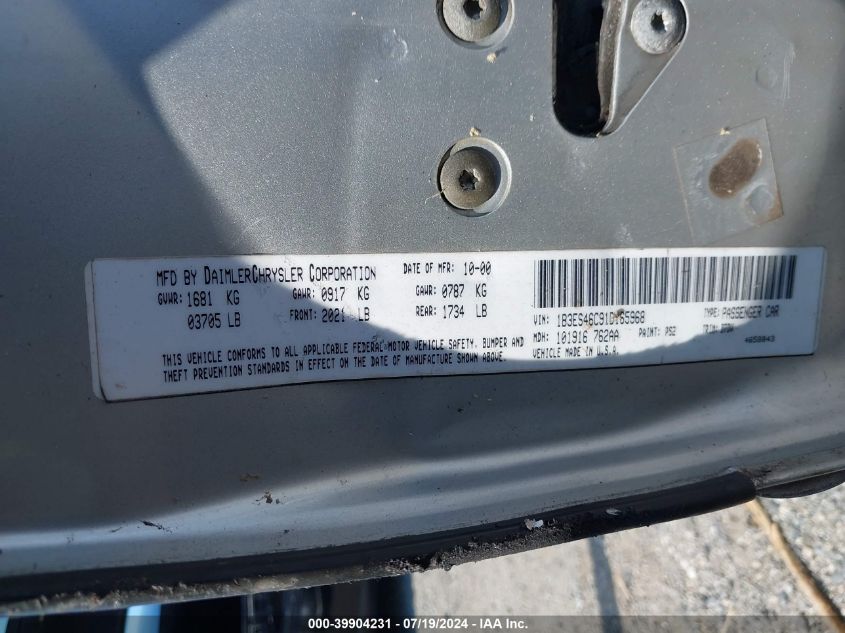 MFD BY DAIMLERCHRYSLER CORPORATION DATE OF MFR: 10-00
GVWR: 1681 KG GAWR: 0917 KG GAWR: 0787 KG
03705 LB FRONT: 2021 LB REAR: 1734 LB
THIS VEHICLE CONFORMS TO ALL APPLICABLE FEDERAL MOTOR VEHICLE SAFETY. BUMPER AND
THEFT PREVENTION STANDARDS IN EFFECT ON THE DATE OF MANUFACTURE SHOWN ABOVE.
VIN: TYPE: PASSENGER CAR
MDH: 101916 762AA PAINT: PS2 TRIM:
VEHICLE MADE IN U.S.A. 4658043
000-39904231 - 07/19/2024 - IAA Inc.